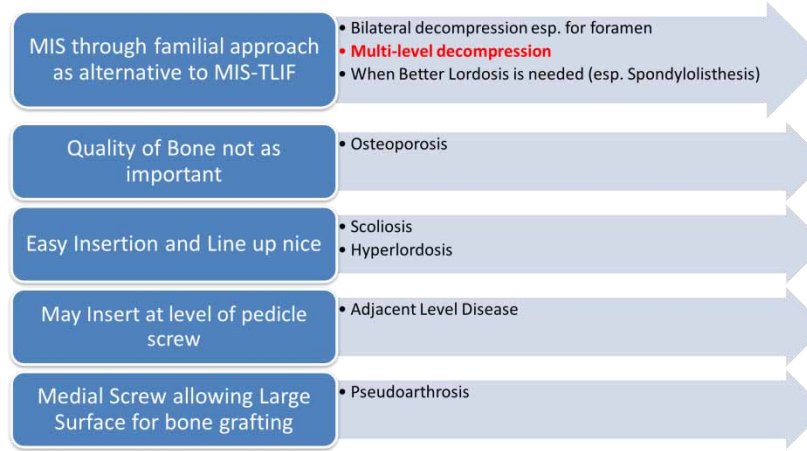 MIS through familial approach
as alternative to MIS-TLIF
• Bilateral decompression esp. for foramen
• Multi-level decompression
• When Better Lordosis is needed (esp. Spondylolisthesis)
Quality of Bone not as
important
• Osteoporosis
Easy Insertion and Line up nice
• Scoliosis
• Hyperlordosis
May Insert at level of pedicle
screw
• Adjacent Level Disease
Medial Screw allowing Large
Surface for bone grafting
• Pseudoarthrosis